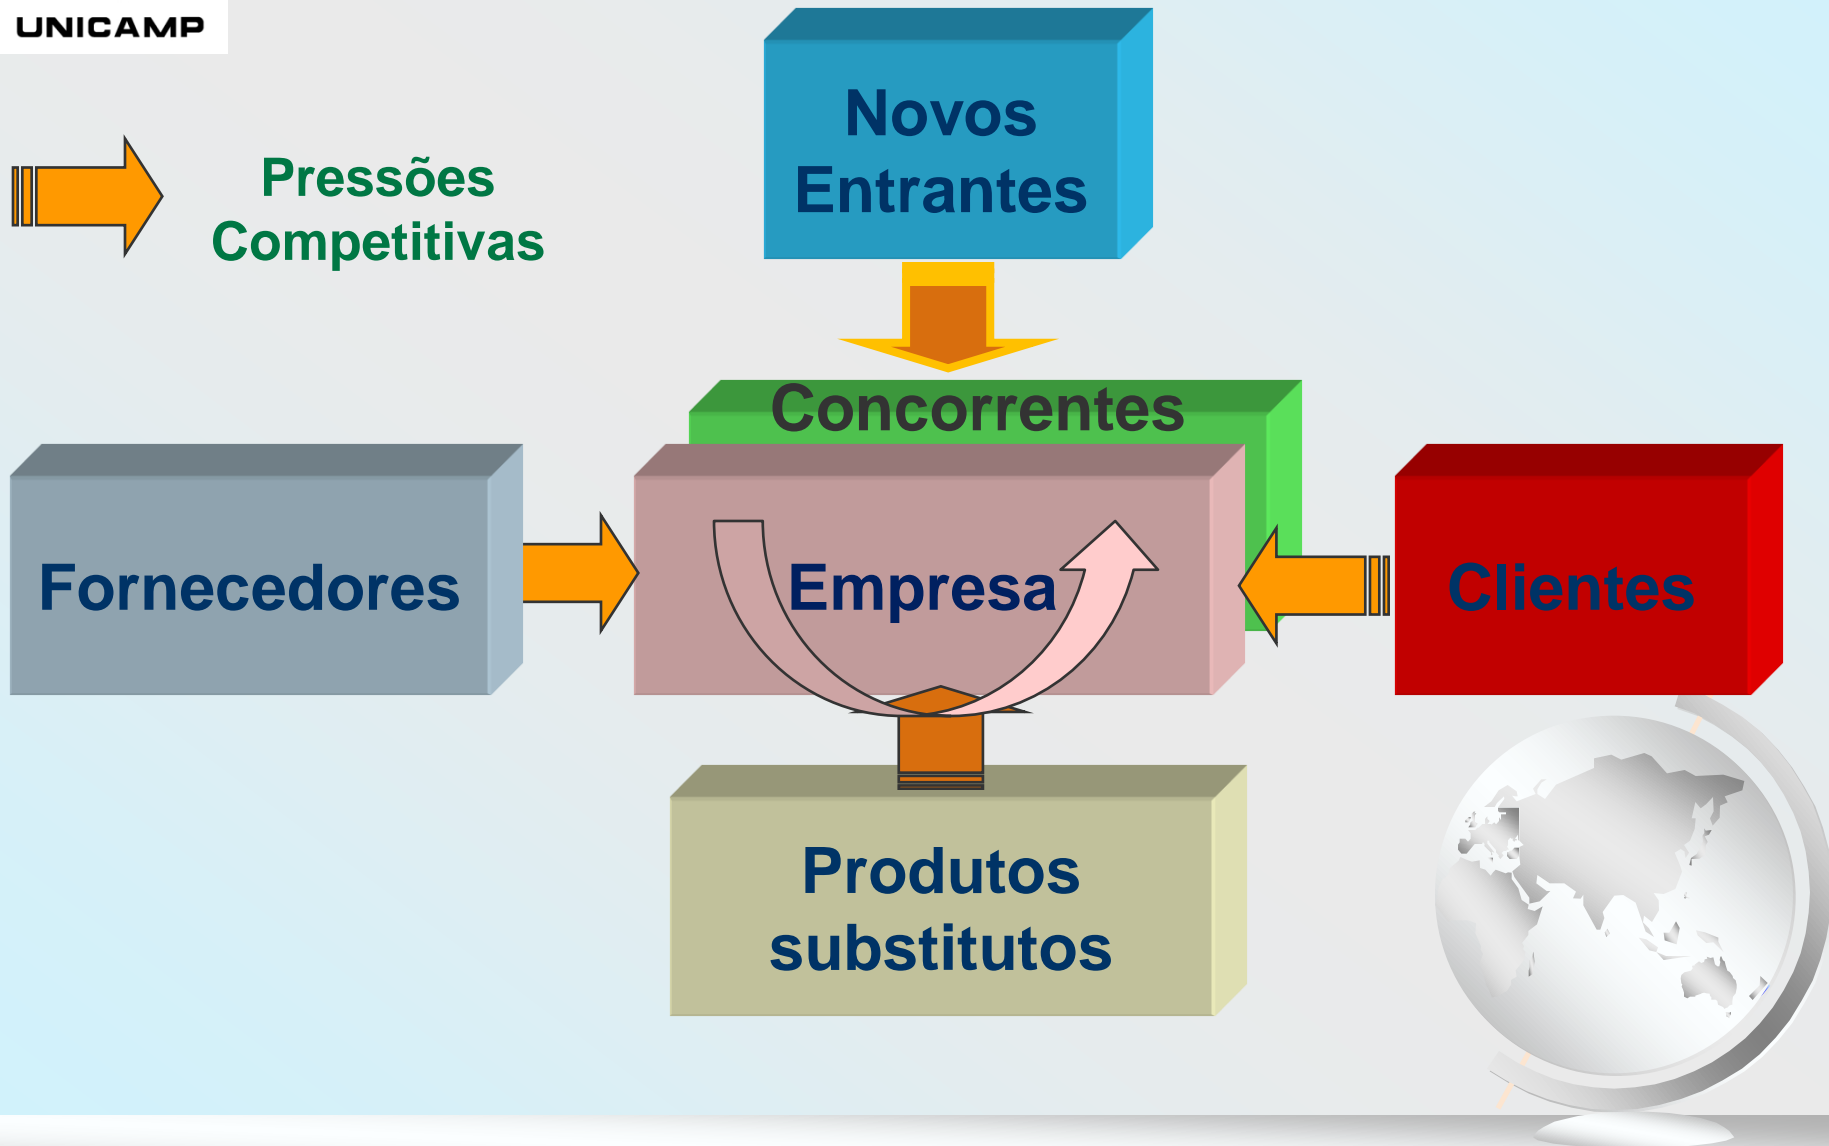 UNICAMP
Novos
Entrantes
Pressões
Competitivas
Concorrentes
Fornecedores
Empresa
Clientes
Produtos
substitutos